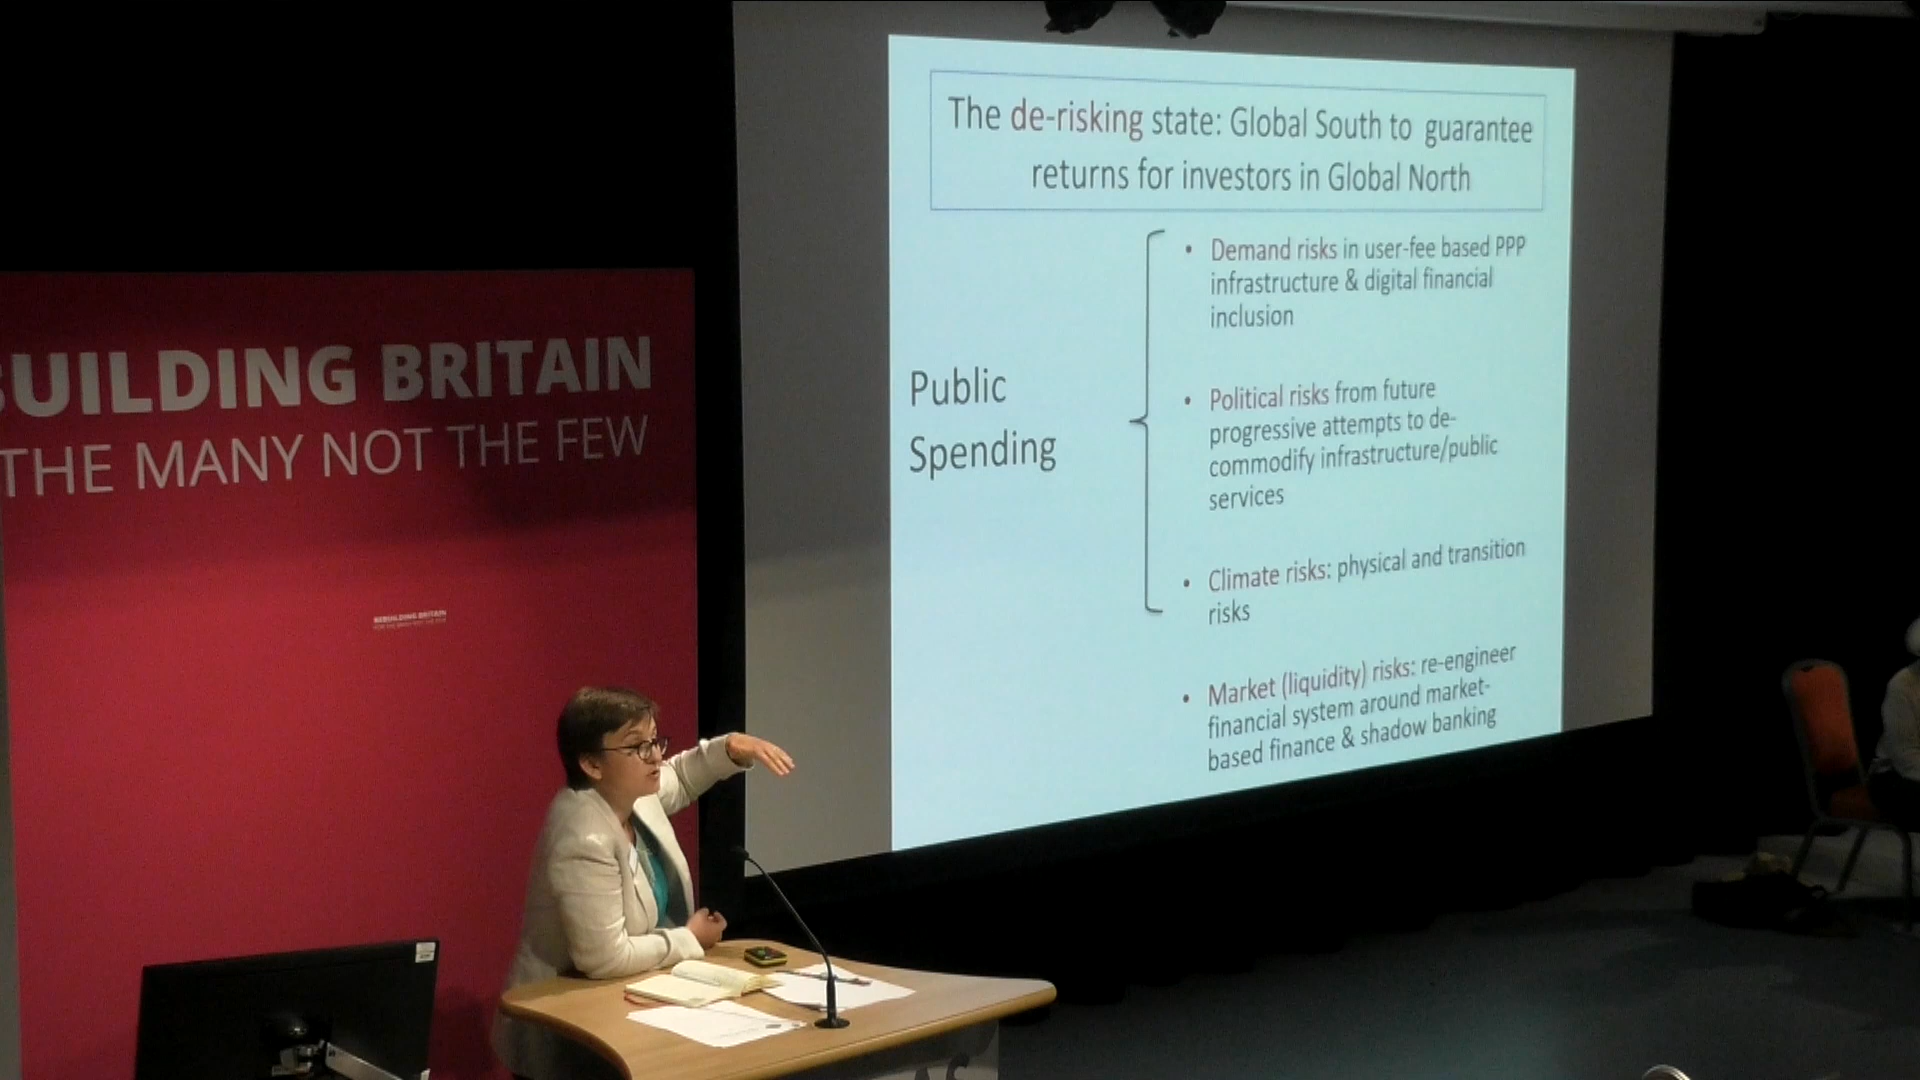 The de-risking state: Global South to guarantee
returns for investors in Global North
Public
Spending
• Demand risks in user-fee based PPP
infrastructure & digital financial
inclusion
• Political risks from future
progressive attempts to de-
commodify infrastructure/public
services
• Climate risks: physical and transition
risks
• Market (liquidity) risks: re-engineer
financial system around market-
based finance & shadow banking
BUILDING BRITAIN
THE MANY NOT THE FEW
REBUILDING BRITAIN